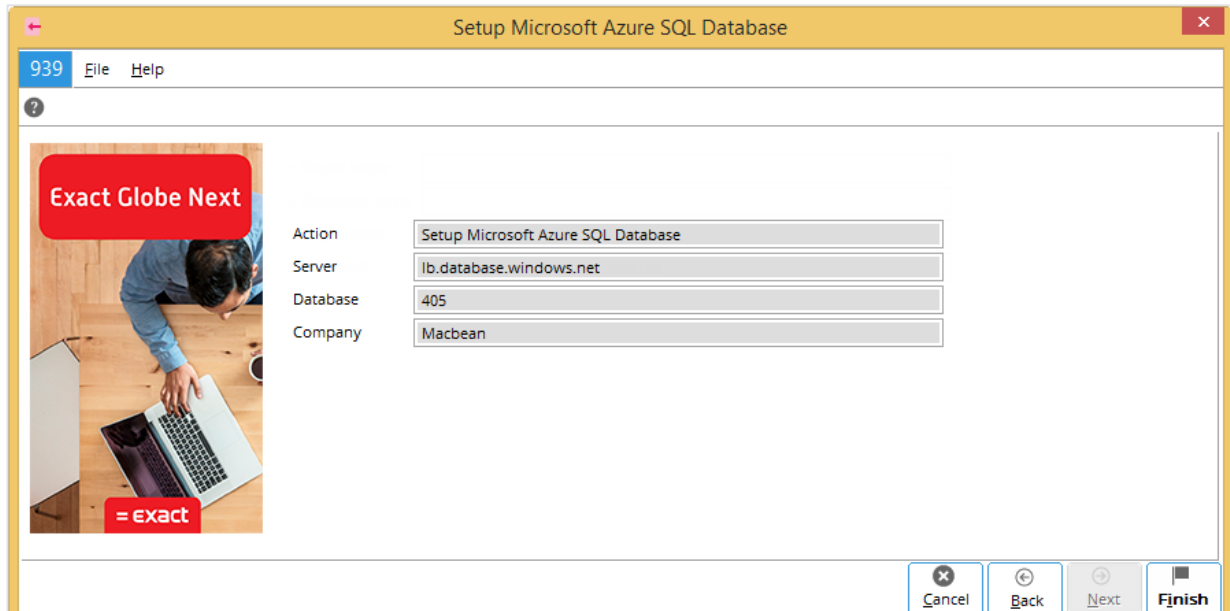 Setup Microsoft Azure SQL Database
939 File Help
Exact Globe Next
Action Setup Microsoft Azure SQL Database
Server lb.database.windows.net
Database 405
Company Macbean
= exact
Cancel Back Next Finish